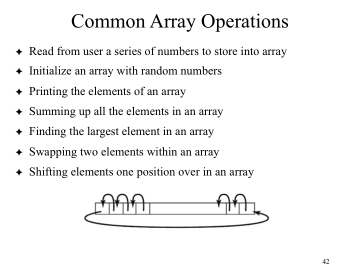 Common Array Operations
✦ Read from user a series of numbers to store into array
✦ Initialize an array with random numbers
✦ Printing the elements of an array
✦ Summing up all the elements in an array
✦ Finding the largest element in an array
✦ Swapping two elements within an array
✦ Shifting elements one position over in an array
42